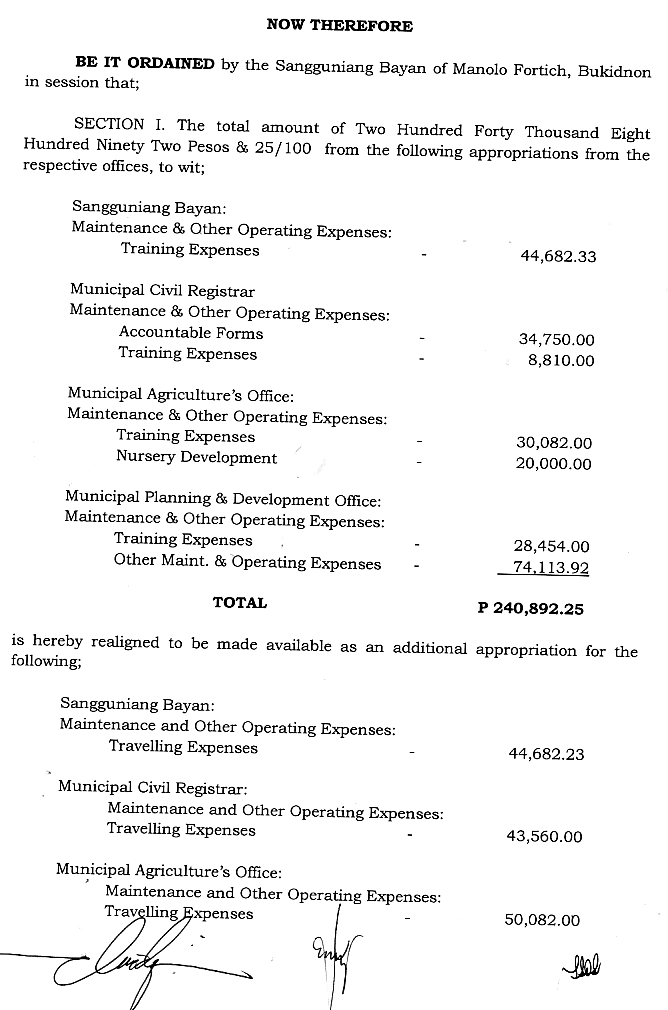 NOW THEREFORE
BE IT ORDAINED by the Sangguniang Bayan of Manolo Fortich, Bukidnon
in session that;
SECTION I. The total amount of Two Hundred Forty Thousand Eight
Hundred Ninety Two Pesos & 25/100 from the following appropriations from the
respective offices, to wit;
Sangguniang Bayan:
Maintenance & Other Operating Expenses:
Training Expenses - 44,682.33
Municipal Civil Registrar
Maintenance & Other Operating Expenses:
Accountable Forms - 34,750.00
Training Expenses - 8,810.00
Municipal Agriculture's Office:
Maintenance & Other Operating Expenses:
Training Expenses - 30,082.00
Nursery Development - 20,000.00
Municipal Planning & Development Office:
Maintenance & Other Operating Expenses:
Training Expenses - 28,454.00
Other Maint. & Operating Expenses - 74,113.92
TOTAL P 240,892.25
is hereby realigned to be made available as an additional appropriation for the
following;
Sangguniang Bayan:
Maintenance and Other Operating Expenses:
Travelling Expenses - 44,682.23
Municipal Civil Registrar:
Maintenance and Other Operating Expenses:
Travelling Expenses - 43,560.00
Municipal Agriculture's Office:
Maintenance and Other Operating Expenses:
Travelling Expenses - 50,082.00